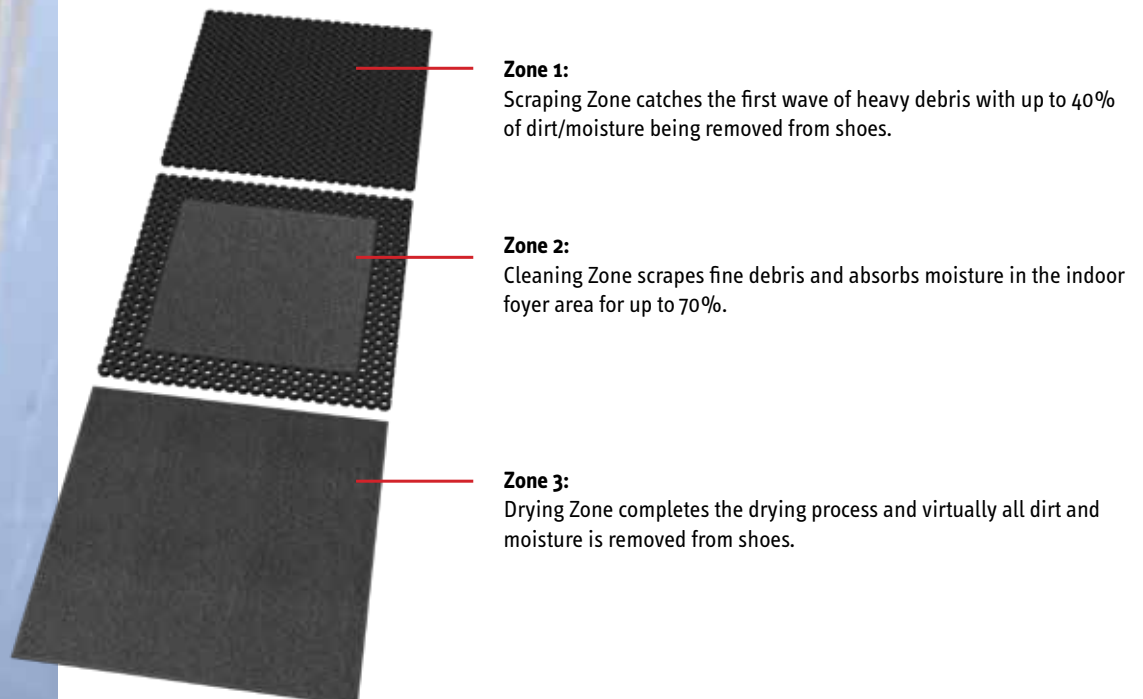 Zone 1:
Scraping Zone catches the first wave of heavy debris with up to 40%
of dirt/moisture being removed from shoes.
Zone 2:
Cleaning Zone scrapes fine debris and absorbs moisture in the indoor
foyer area for up to 70%.
Zone 3:
Drying Zone completes the drying process and virtually all dirt and
moisture is removed from shoes.